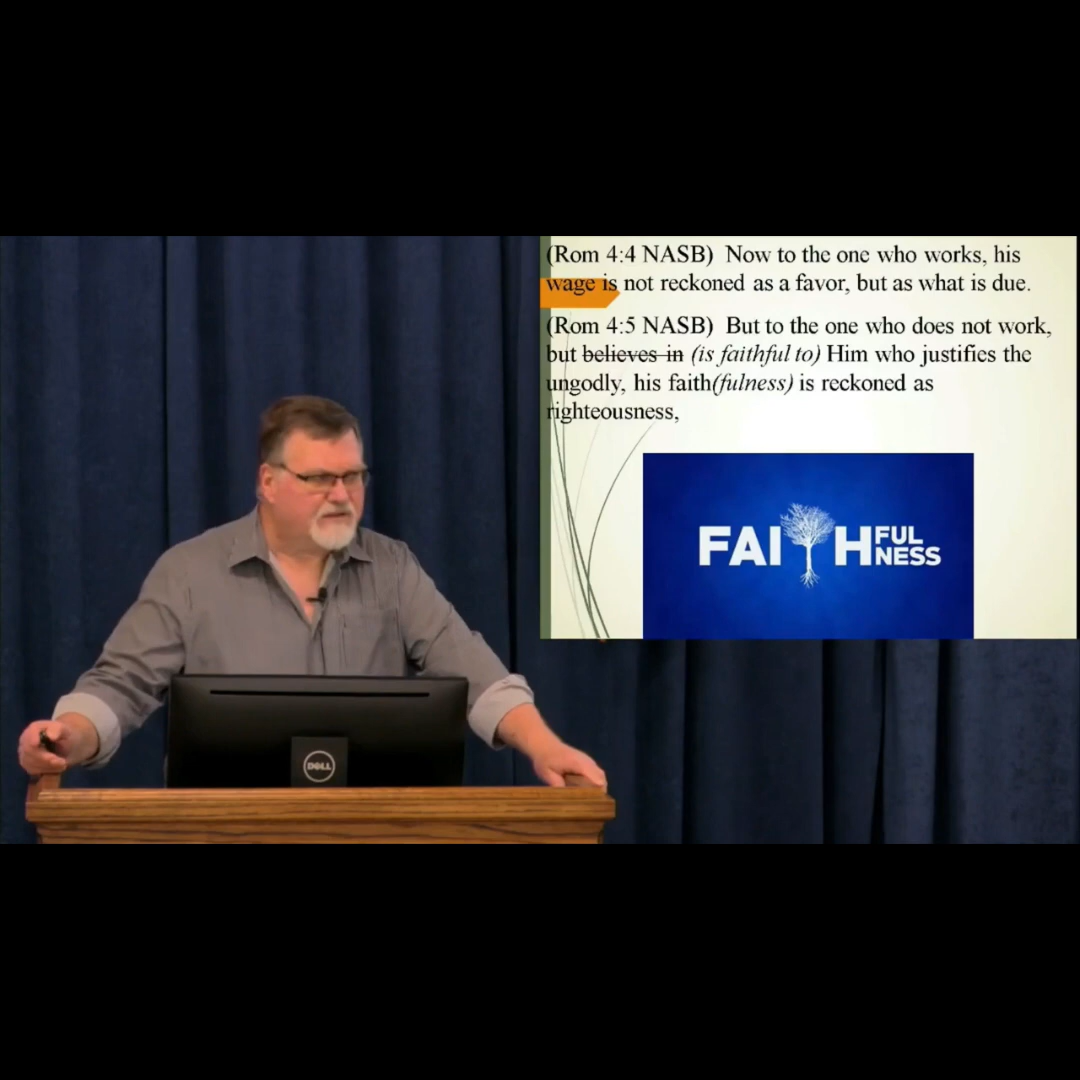 (Rom 4:4 NASB) Now to the one who works, his
wage is not reckoned as a favor, but as what is due.
(Rom 4:5 NASB) But to the one who does not work,
but believes in (is faithful to) Him who justifies the
ungodly, his faith(fulness) is reckoned as
righteousness,
FAITHFUL
NESS
DELL